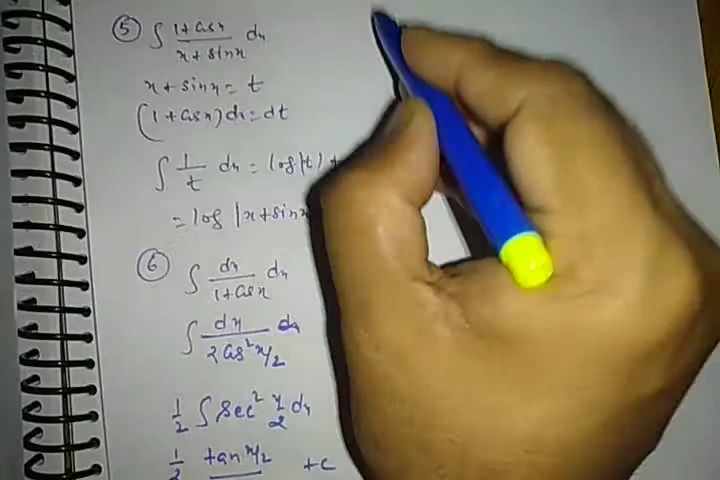 5 ∫ 1+cosx / x+sinx dx
x+sinx = t
(1+cosx)dx = dt
∫ 1/t dx = log|t| +
= log |x+sinx
6 ∫ dx / 1+cosx dx
∫ dx / 2cos²x/2 dx
1/2 ∫ sec² x/2 dx
1/2 tan x/2 +c